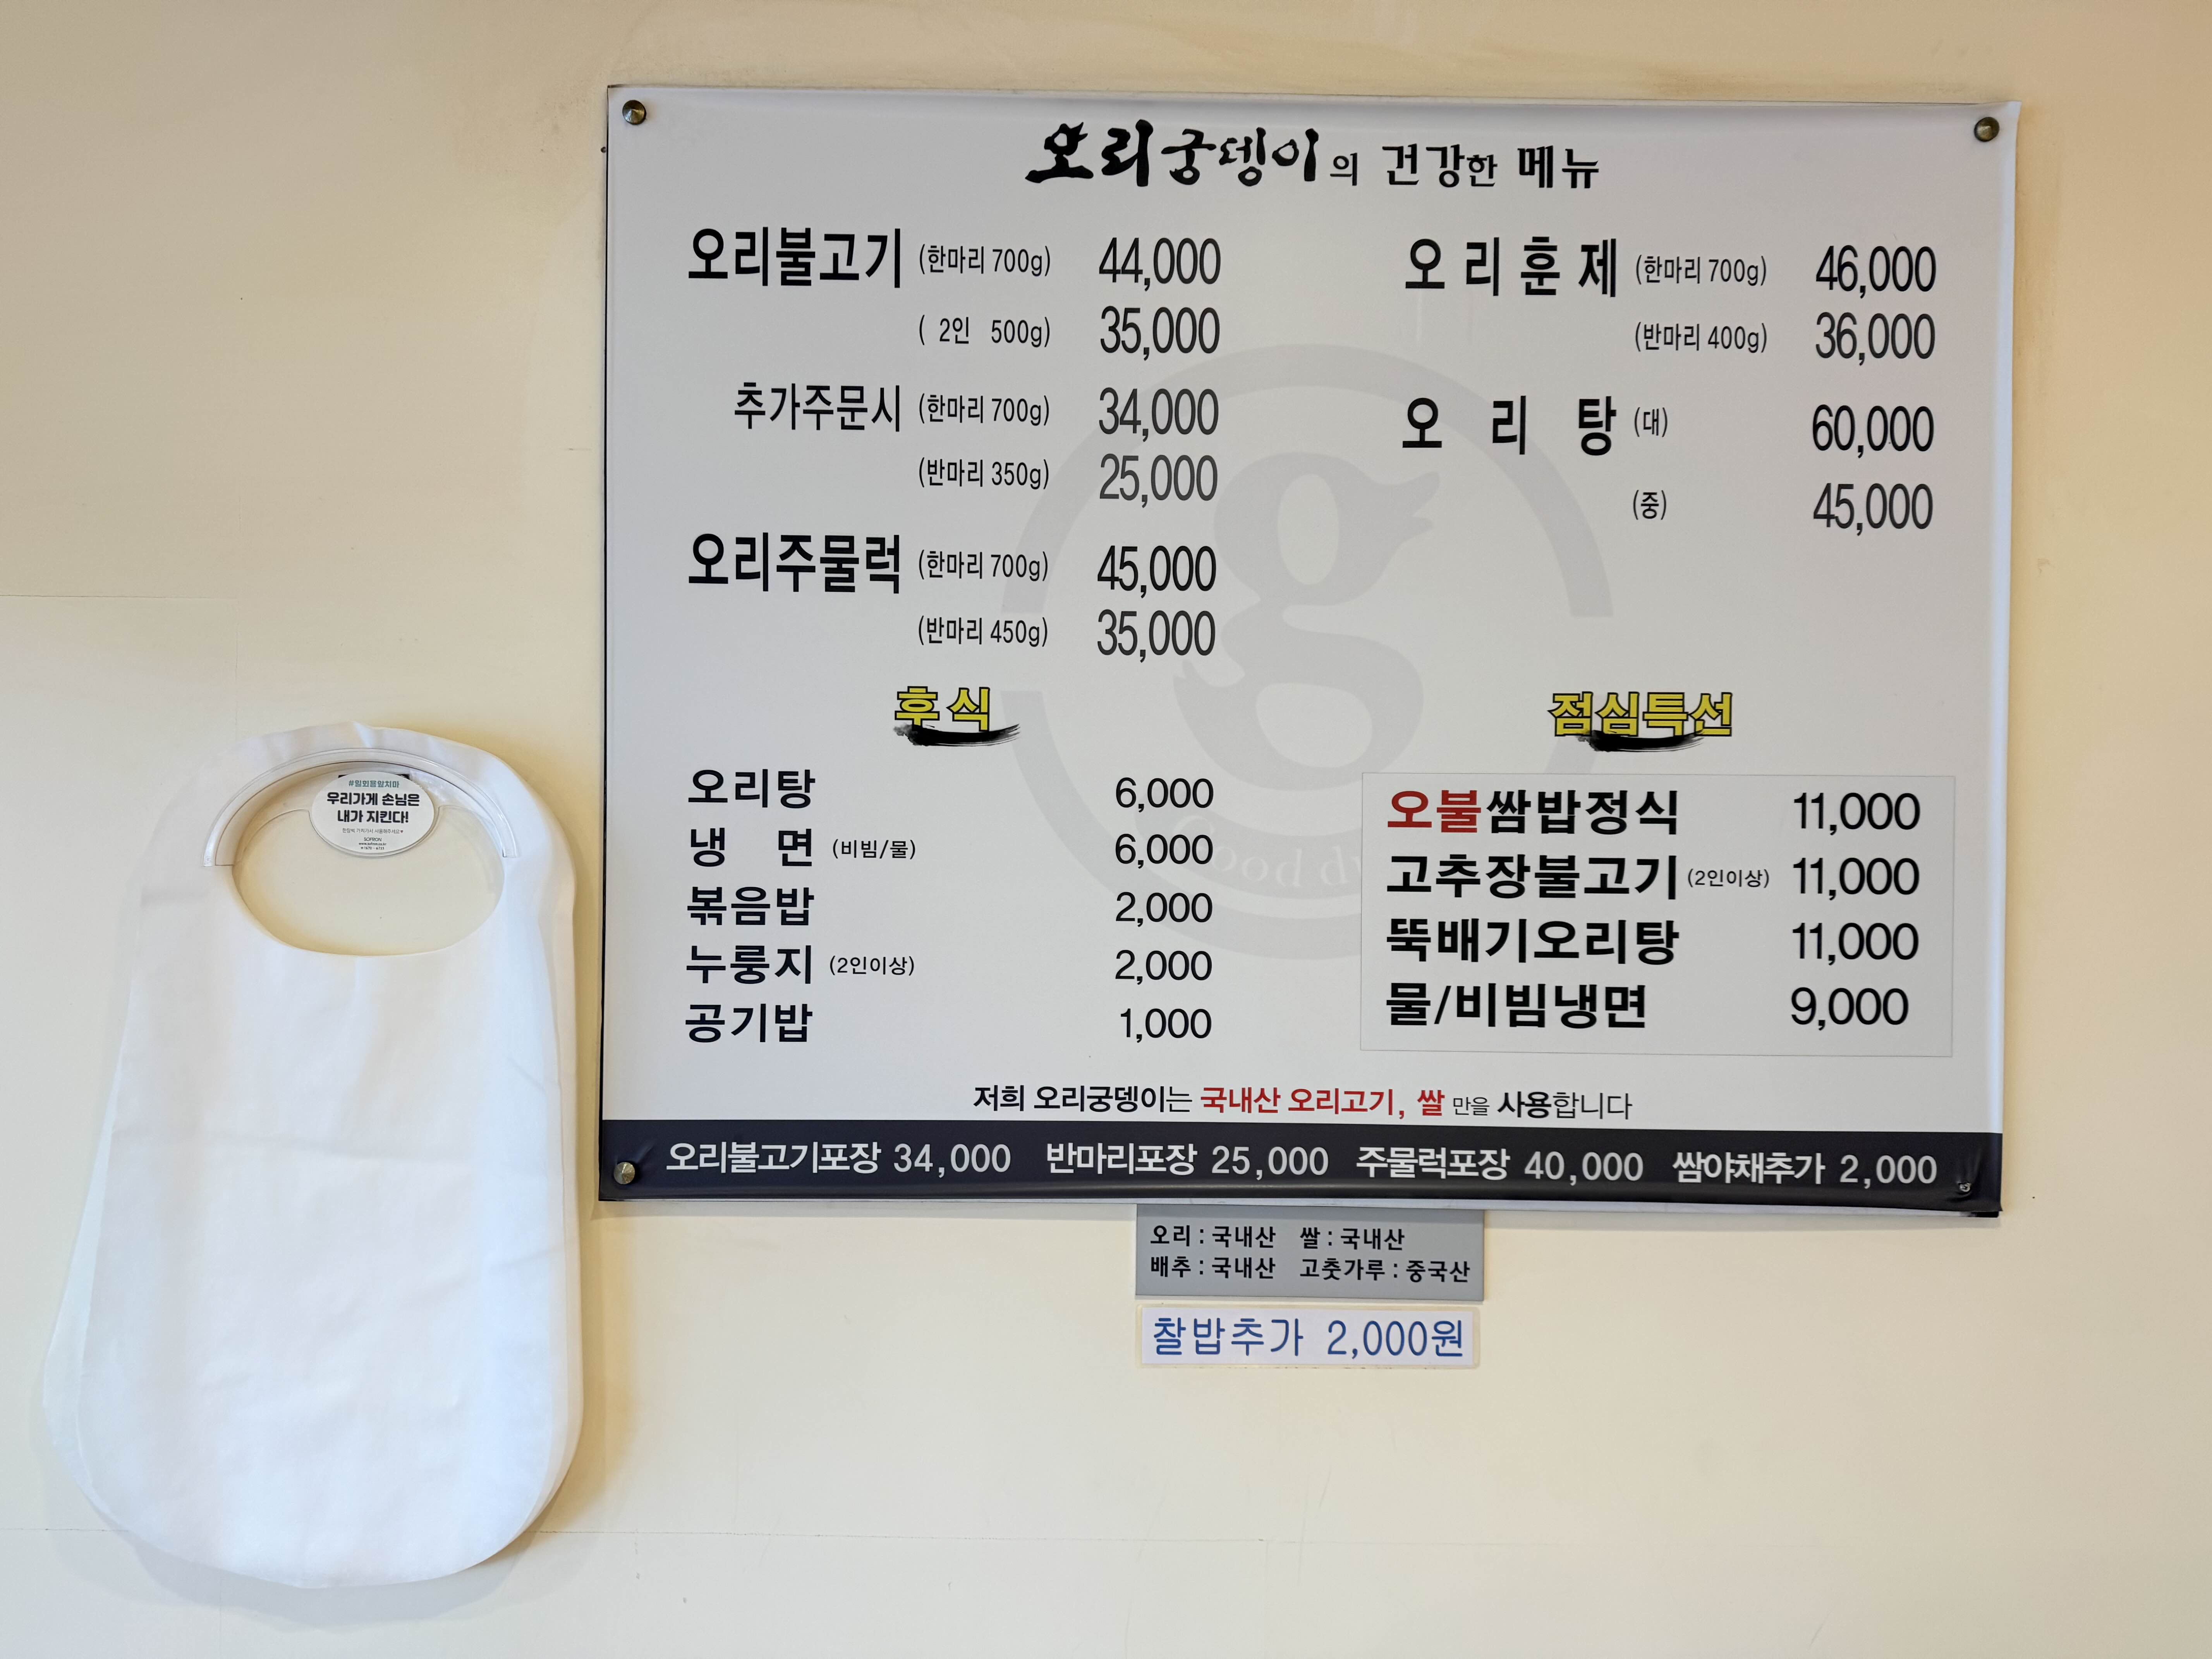 오리궁뎅이의 건강한 메뉴
오리불고기 (한마리 700g) 44,000
( 2인 500g) 35,000
추가주문시 (한마리 700g) 34,000
(반마리 350g) 25,000
오리주물럭 (한마리 700g) 45,000
(반마리 450g) 35,000
오리훈제 (한마리 700g) 46,000
(반마리 400g) 36,000
오리탕 (대) 60,000
(중) 45,000
후식
오리탕 6,000
냉면 (비빔/물) 6,000
볶음밥 2,000
누룽지 (2인이상) 2,000
공기밥 1,000
점심특선
오불쌈밥정식 11,000
고추장불고기 (2인이상) 11,000
뚝배기오리탕 11,000
물/비빔냉면 9,000
저희 오리궁뎅이는 국내산 오리고기, 쌀 만을 사용합니다
오리불고기포장 34,000 반마리포장 25,000 주물럭포장 40,000 쌈야채추가 2,000
오리 : 국내산 쌀 : 국내산
배추 : 국내산 고춧가루 : 중국산
찰밥추가 2,000원
#일회용앞치마
우리가게 손님은
내가 지킨다!